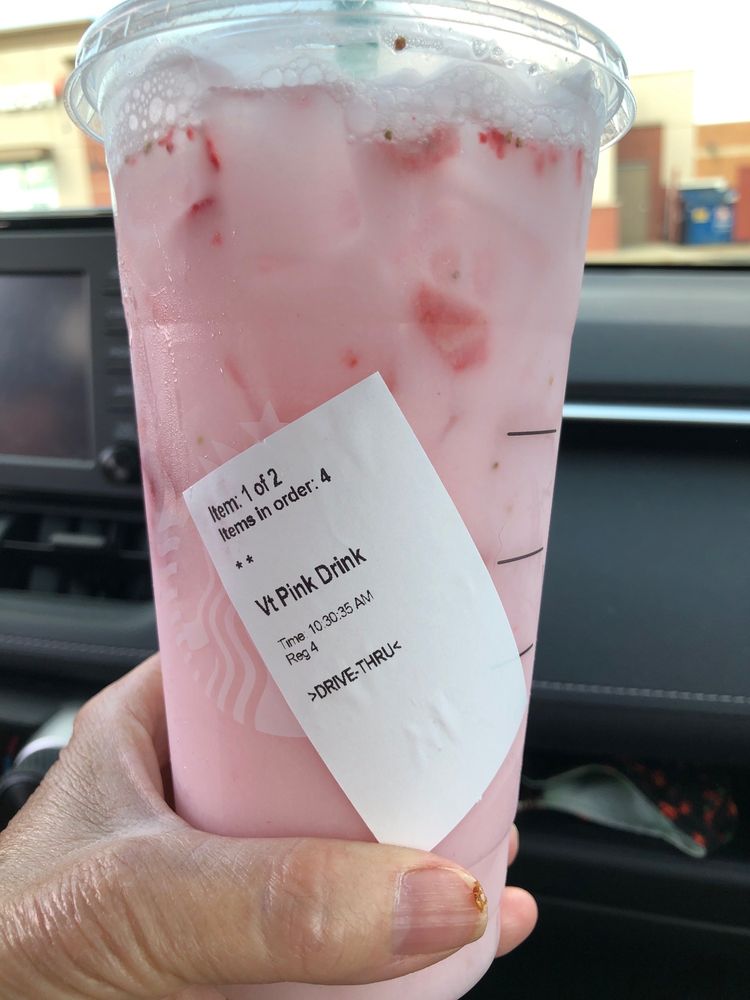 Item: 1 of 2
Items in order: 4
**
Vt Pink Drink
Time 10:30:35 AM
Reg 4
>DRIVE-THRU<